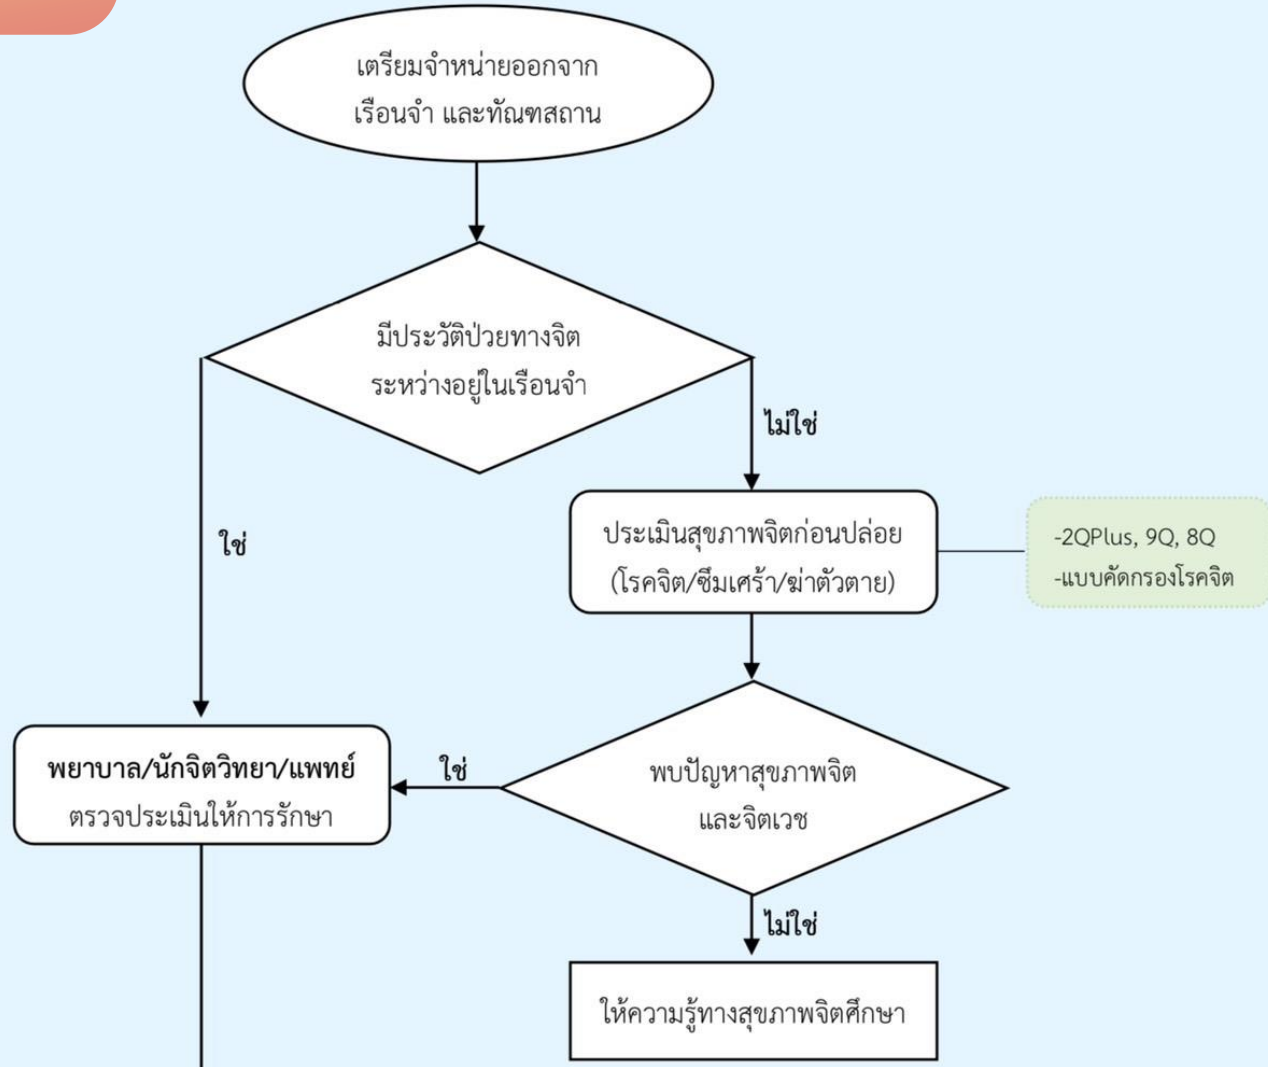 เตรียมจำหน่ายออกจาก
เรือนจำ และทัณฑสถาน
มีประวัติป่วยทางจิต
ระหว่างอยู่ในเรือนจำ
ไม่ใช่
ใช่
ประเมินสุขภาพจิตก่อนปล่อย
(โรคจิต/ซึมเศร้า/ฆ่าตัวตาย)
-2QPlus, 9Q, 8Q
-แบบคัดกรองโรคจิต
พยาบาล/นักจิตวิทยา/แพทย์
ตรวจประเมินให้การรักษา
ใช่
พบปัญหาสุขภาพจิต
และจิตเวช
ไม่ใช่
ให้ความรู้ทางสุขภาพจิตศึกษา